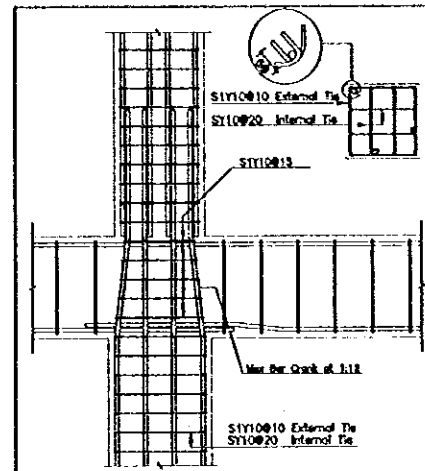 S1Y10@10 External Tie
SY10@20 Internal Tie
S1Y10@15
Max Bar Crank at 1:12
S1Y10@10 External Tie
SY10@20 Internal Tie